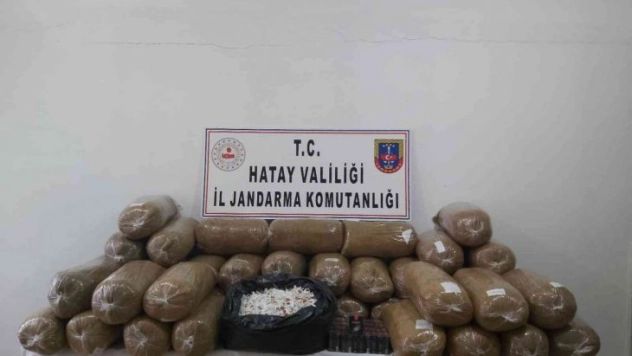 T.C.
HATAY VALİLİĞİ
İL JANDARMA KOMUTANLIĞI